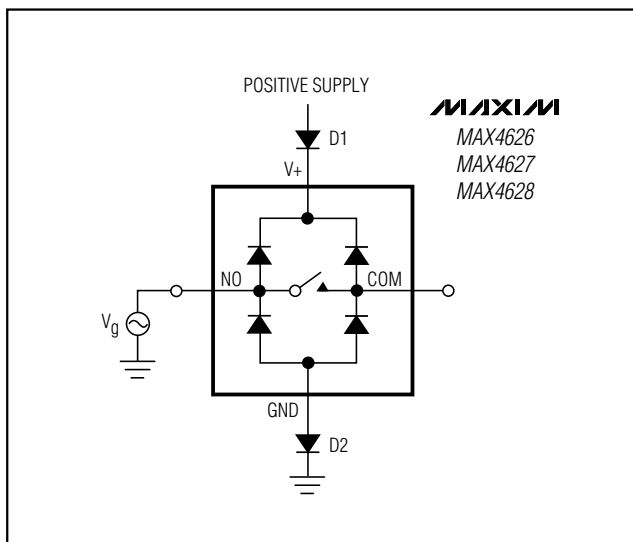 POSITIVE SUPPLY
MAXIM
D1
MAX4626
V+
MAX4627
MAX4628
NO
COM
Vg
GND
D2